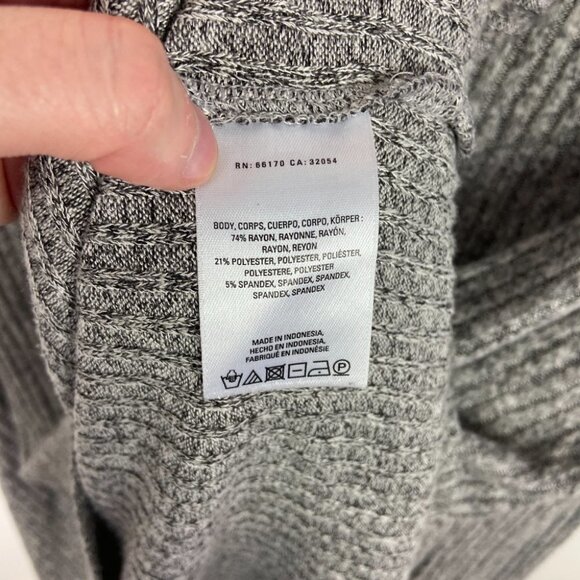 RN: 66170 CA: 32054
BODY, CORPS, CUERPO, CORPO, KÖRPER :
74% RAYON, RAYONNE, RAYÓN,
RAYON, REYON
21% POLYESTER, POLYESTER, POLIÉSTER,
POLYESTERE, POLYESTER
5% SPANDEX, SPANDEX, SPANDEX,
SPANDEX, SPANDEX
MADE IN INDONESIA,
HECHO EN INDONESIA,
FABRIQUÉ EN INDONÉSIE
P